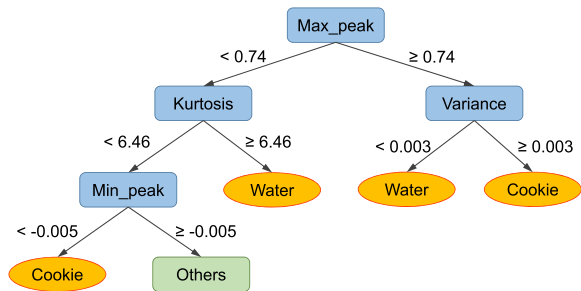 Max_peak
< 0.74
≥ 0.74
Kurtosis
Variance
< 6.46
≥ 6.46
< 0.003
≥ 0.003
Min_peak
Water
Water
Cookie
< -0.005
≥ -0.005
Cookie
Others